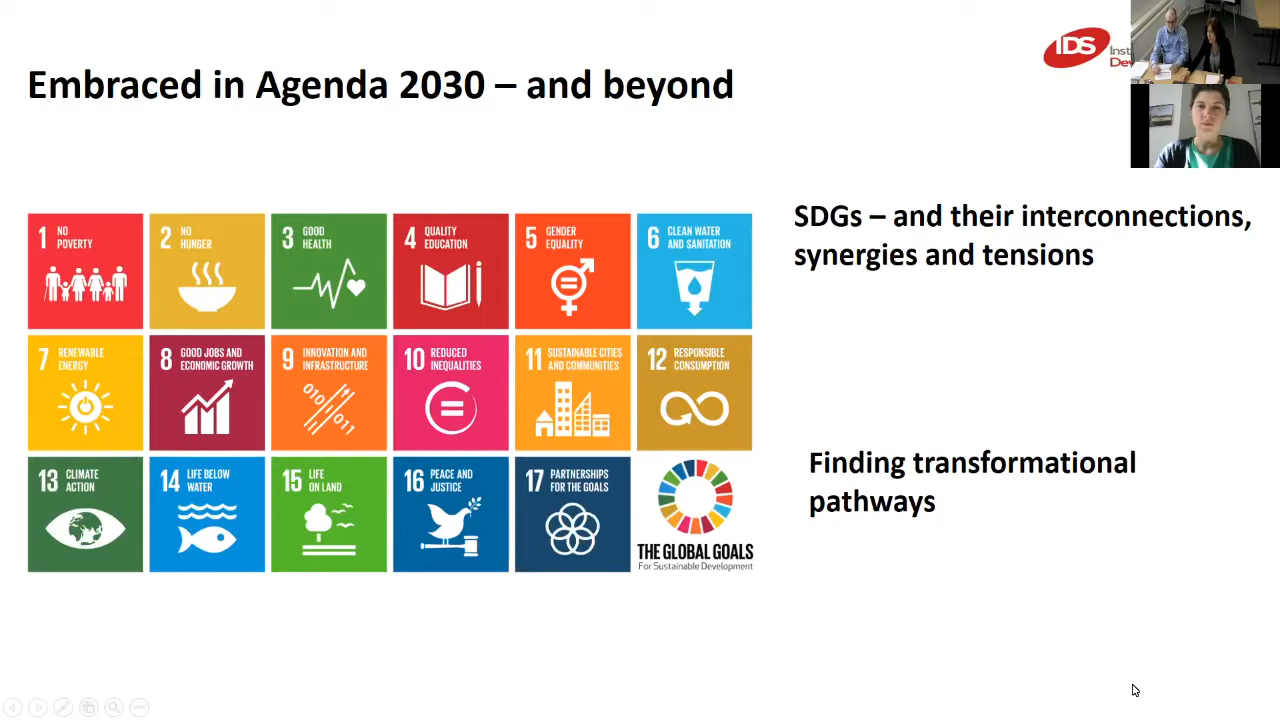 Embraced in Agenda 2030 – and beyond
IDS
Inst
Dev
SDGs – and their interconnections,
synergies and tensions
1 NO
POVERTY
2 NO
HUNGER
3 GOOD
HEALTH
4 QUALITY
EDUCATION
5 GENDER
EQUALITY
6 CLEAN WATER
AND SANITATION
7 RENEWABLE
ENERGY
8 GOOD JOBS AND
ECONOMIC GROWTH
9 INNOVATION AND
INFRASTRUCTURE
010
011
10 REDUCED
INEQUALITIES
11 SUSTAINABLE CITIES
AND COMMUNITIES
12 RESPONSIBLE
CONSUMPTION
13 CLIMATE
ACTION
14 LIFE BELOW
WATER
15 LIFE
ON LAND
16 PEACE AND
JUSTICE
17 PARTNERSHIPS
FOR THE GOALS
THE GLOBAL GOALS
For Sustainable Development
Finding transformational
pathways